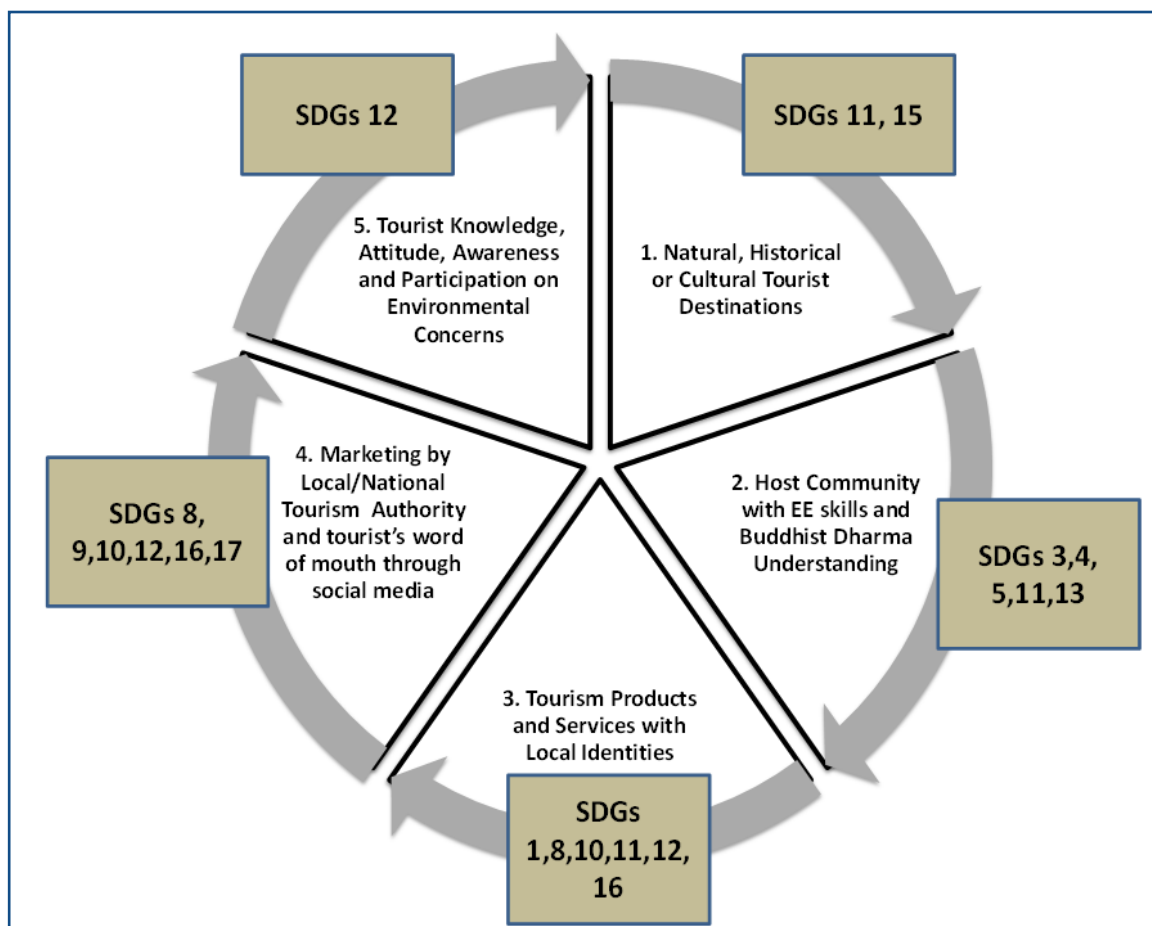 SDGs 12
SDGs 11, 15
5. Tourist Knowledge,
Attitude, Awareness
and Participation on
Environmental
Concerns
1. Natural, Historical
or Cultural Tourist
Destinations
4. Marketing by
Local/National
Tourism Authority
and tourist's word
of mouth through
social media
2. Host Community
with EE skills and
Buddhist Dharma
Understanding
SDGs 8,
9,10,12,16,17
SDGs 3,4,
5,11,13
3. Tourism Products
and Services with
Local Identities
SDGs
1,8,10,11,12,
16